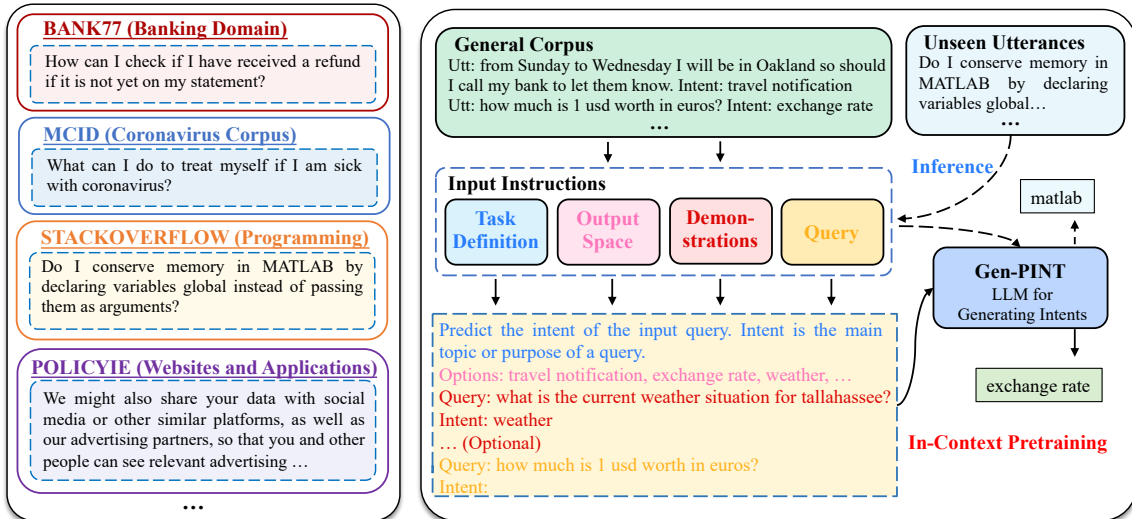 BANK77 (Banking Domain)
How can I check if I have received a refund
if it is not yet on my statement?
MCID (Coronavirus Corpus)
What can I do to treat myself if I am sick
with coronavirus?
STACKOVERFLOW (Programming)
Do I conserve memory in MATLAB by
declaring variables global instead of passing
them as arguments?
POLICYIE (Websites and Applications)
We might also share your data with social
media or other similar platforms, as well as
our advertising partners, so that you and other
people can see relevant advertising …
…
General Corpus
Utt: from Sunday to Wednesday I will be in Oakland so should
I call my bank to let them know. Intent: travel notification
Utt: how much is 1 usd worth in euros? Intent: exchange rate
…
Unseen Utterances
Do I conserve memory in
MATLAB by declaring
variables global…
…
Inference
Input Instructions
Task
Definition
Output
Space
Demon-
strations
Query
matlab
Gen-PINT
LLM for
Generating Intents
exchange rate
Predict the intent of the input query. Intent is the main
topic or purpose of a query.
Options: travel notification, exchange rate, weather, …
Query: what is the current weather situation for tallahassee?
Intent: weather
… (Optional)
Query: how much is 1 usd worth in euros?
Intent:
In-Context Pretraining